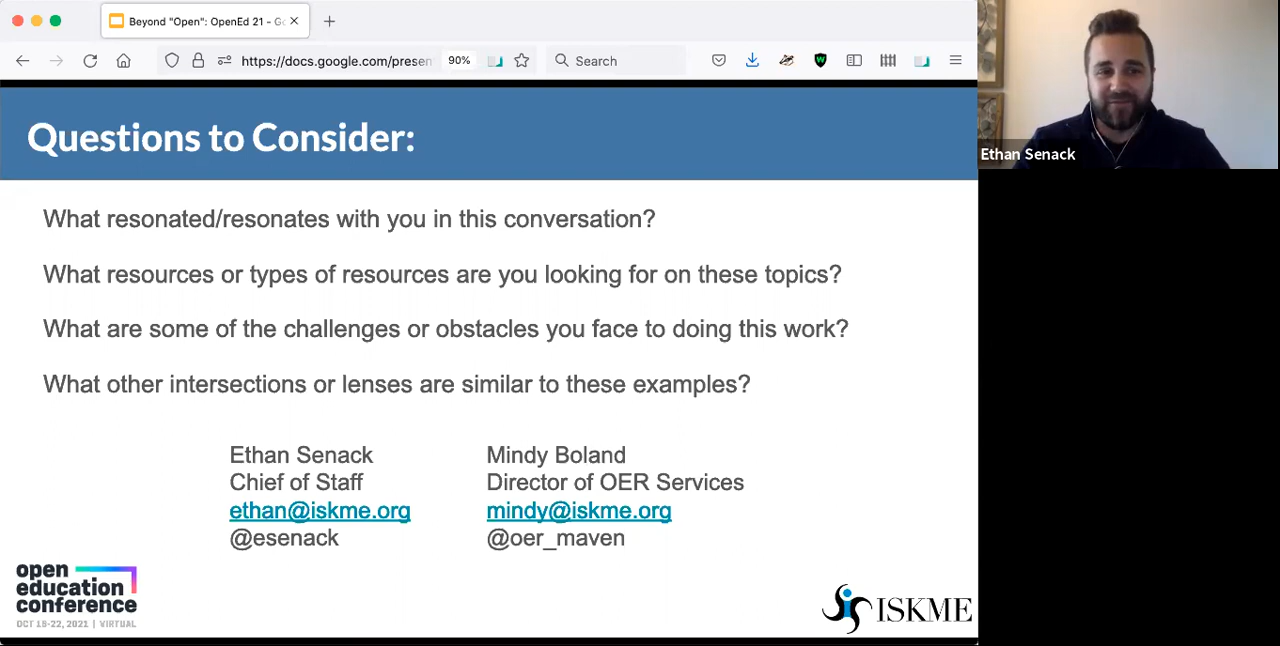 Beyond "Open": OpenEd 21 - Go
https://docs.google.com/presen
90%
Search
Ethan Senack
Questions to Consider:
What resonated/resonates with you in this conversation?
What resources or types of resources are you looking for on these topics?
What are some of the challenges or obstacles you face to doing this work?
What other intersections or lenses are similar to these examples?
Ethan Senack
Chief of Staff
ethan@iskme.org
@esenack
Mindy Boland
Director of OER Services
mindy@iskme.org
@oer_maven
open
education
conference
OCT 18-22, 2021 | VIRTUAL
ISKME